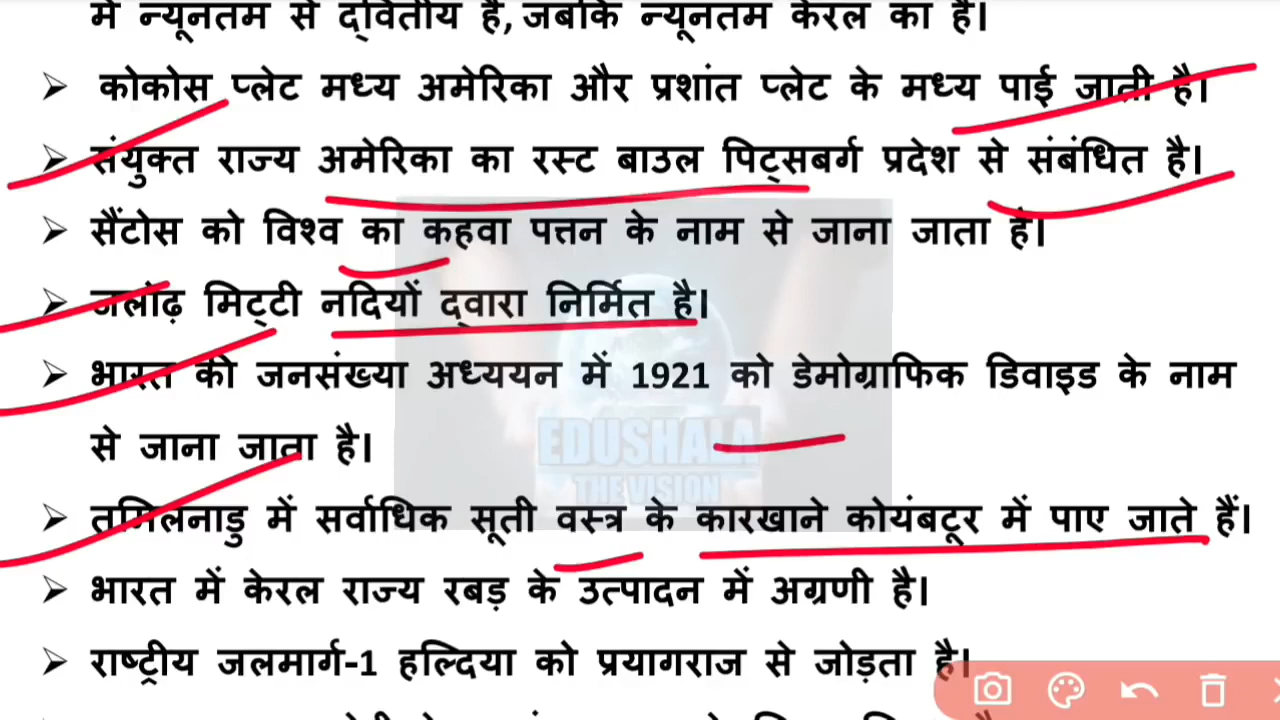 में न्यूनतम से द्वितीय है, जबकि न्यूनतम केरल का है।
➢ कोकोस प्लेट मध्य अमेरिका और प्रशांत प्लेट के मध्य पाई जाती है।
➢ संयुक्त राज्य अमेरिका का रस्ट बाउल पिट्सबर्ग प्रदेश से संबंधित है।
➢ सैंटोस को विश्व का कहवा पत्तन के नाम से जाना जाता है।
➢ जलोढ़ मिट्टी नदियों द्वारा निर्मित है।
➢ भारत की जनसंख्या अध्ययन में 1921 को डेमोग्राफिक डिवाइड के नाम
से जाना जाता है।
EDUSHALA
THE VISION
➢ तमिलनाडु में सर्वाधिक सूती वस्त्र के कारखाने कोयंबटूर में पाए जाते हैं।
➢ भारत में केरल राज्य रबड़ के उत्पादन में अग्रणी है।
➢ राष्ट्रीय जलमार्ग-1 हल्दिया को प्रयागराज से जोड़ता है।